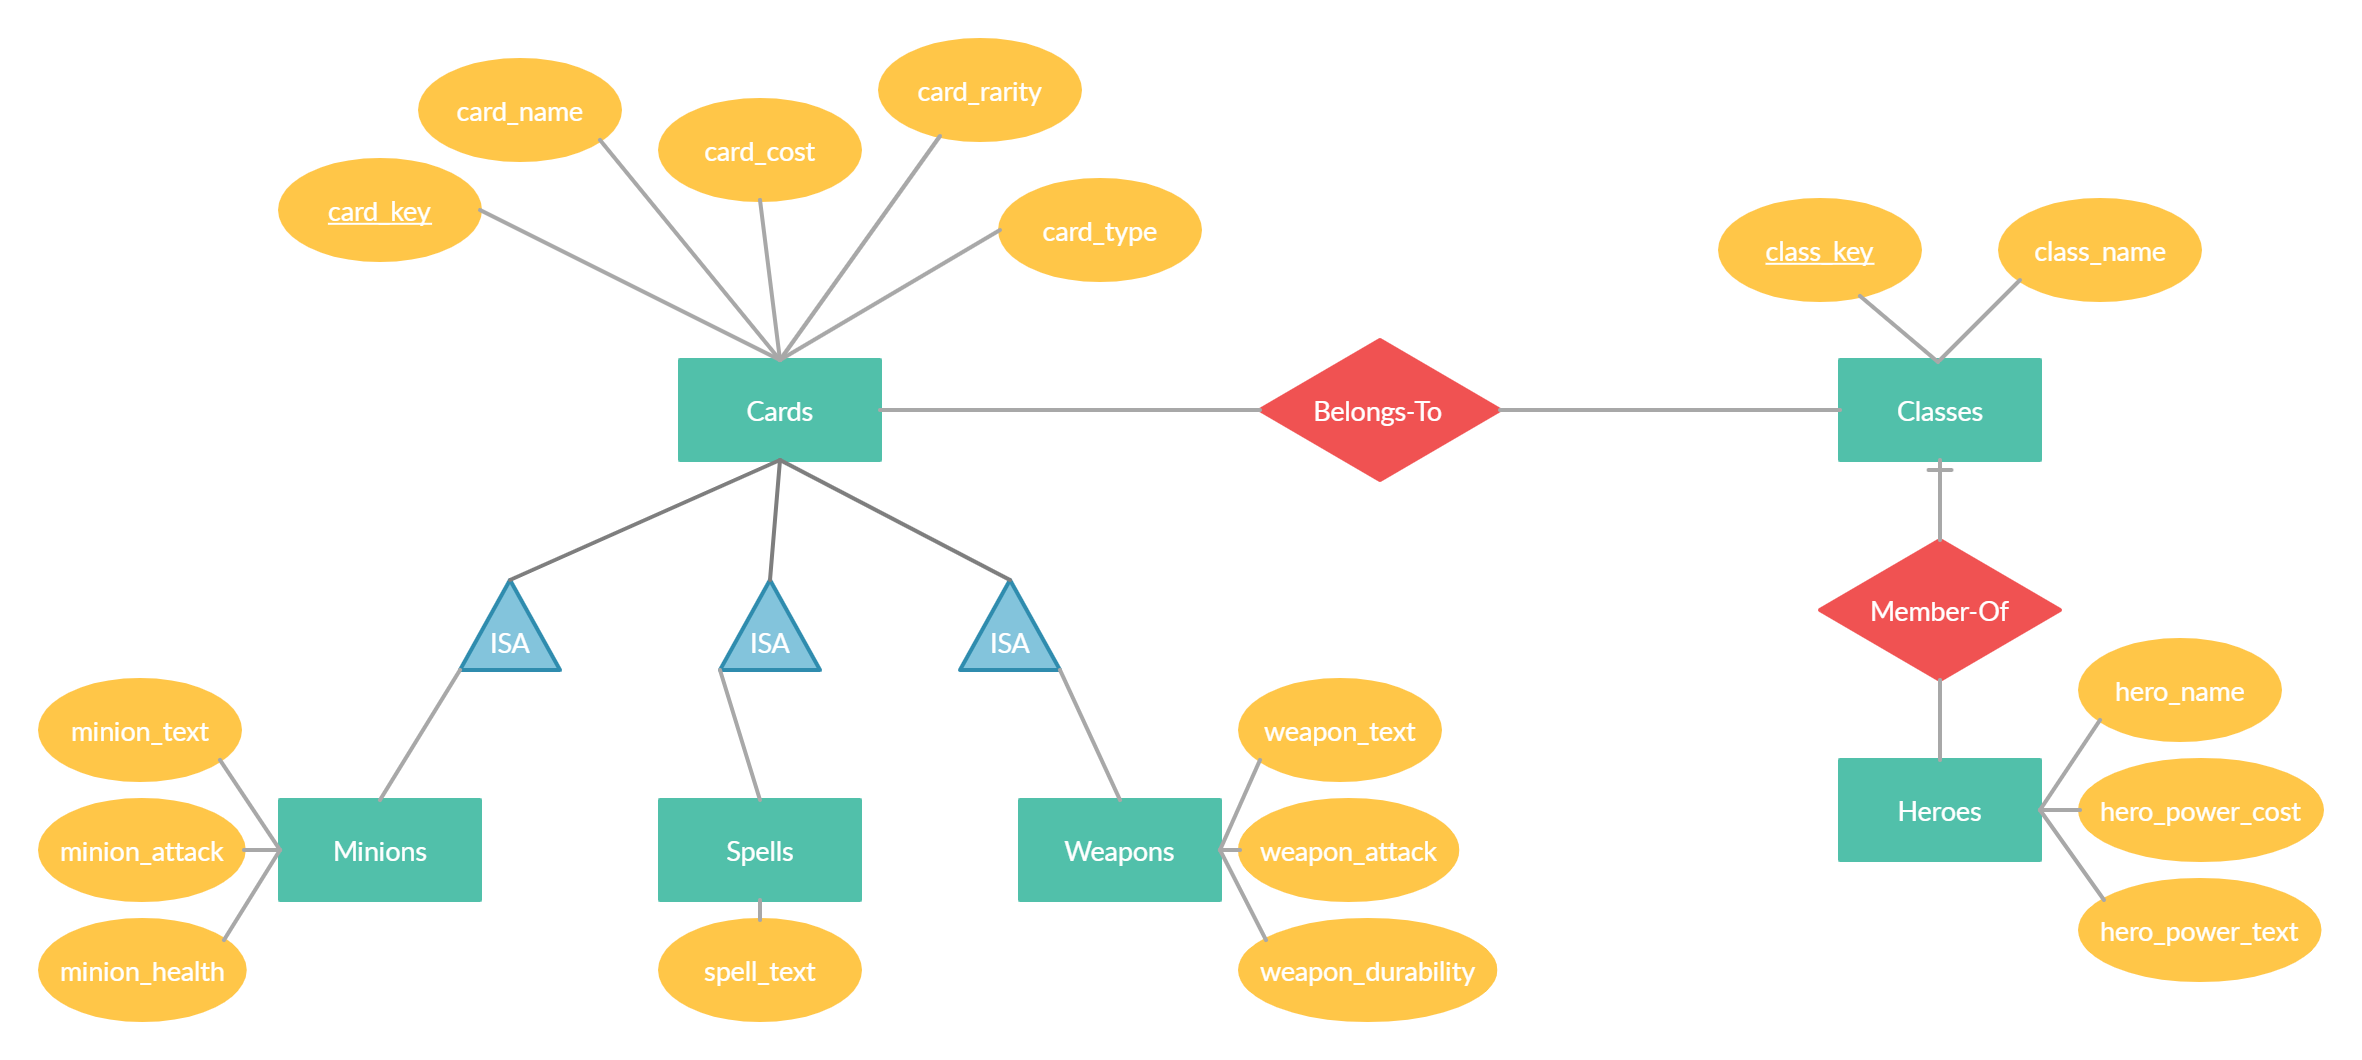 card_rarity
card_name
card_cost
card_key
card_type
class_key
class_name
Cards
Belongs-To
Classes
Member-Of
ISA
ISA
ISA
hero_name
minion_text
weapon_text
hero_power_cost
Heroes
minion_attack
Minions
Spells
Weapons
weapon_attack
hero_power_text
minion_health
spell_text
weapon_durability